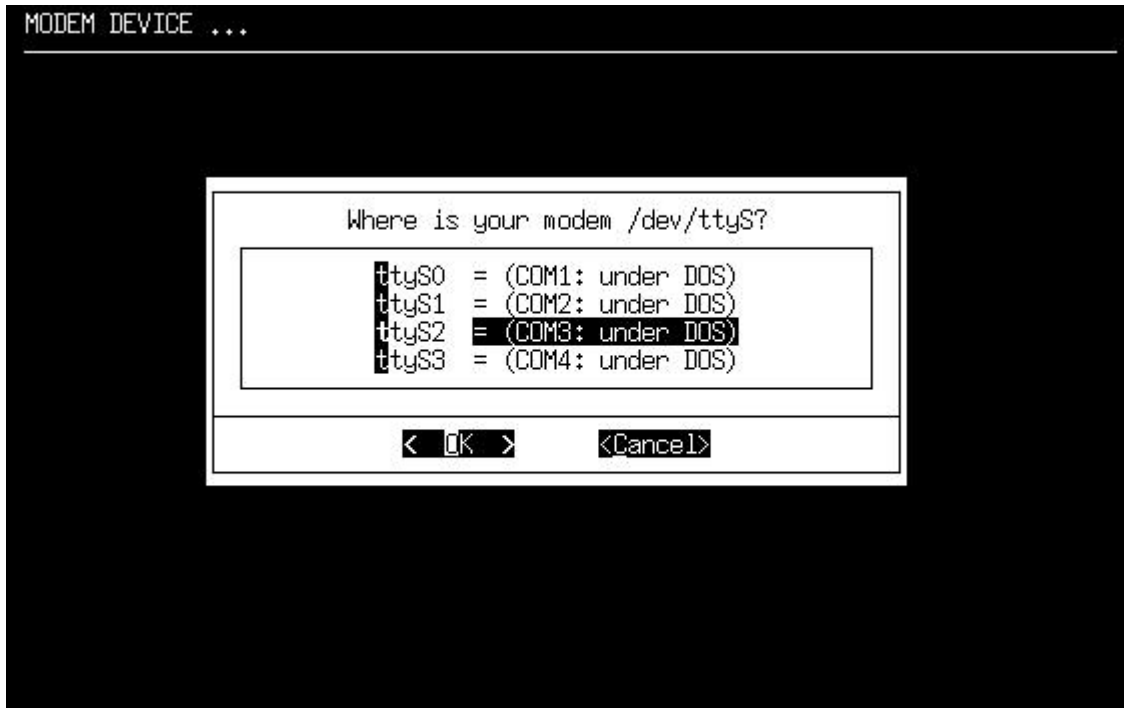 MODEM DEVICE ...
Where is your modem /dev/ttyS?
ttyS0 = (COM1: under DOS)
ttyS1 = (COM2: under DOS)
ttyS2 = (COM3: under DOS)
ttyS3 = (COM4: under DOS)
< OK > <Cancel>